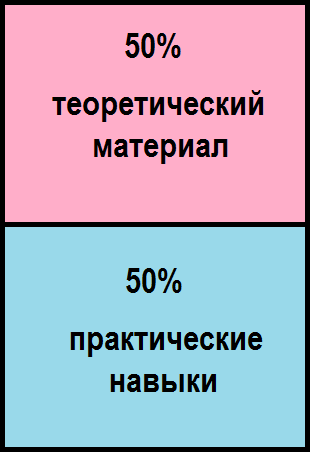 50%
теоретический
материал
50%
практические
навыки